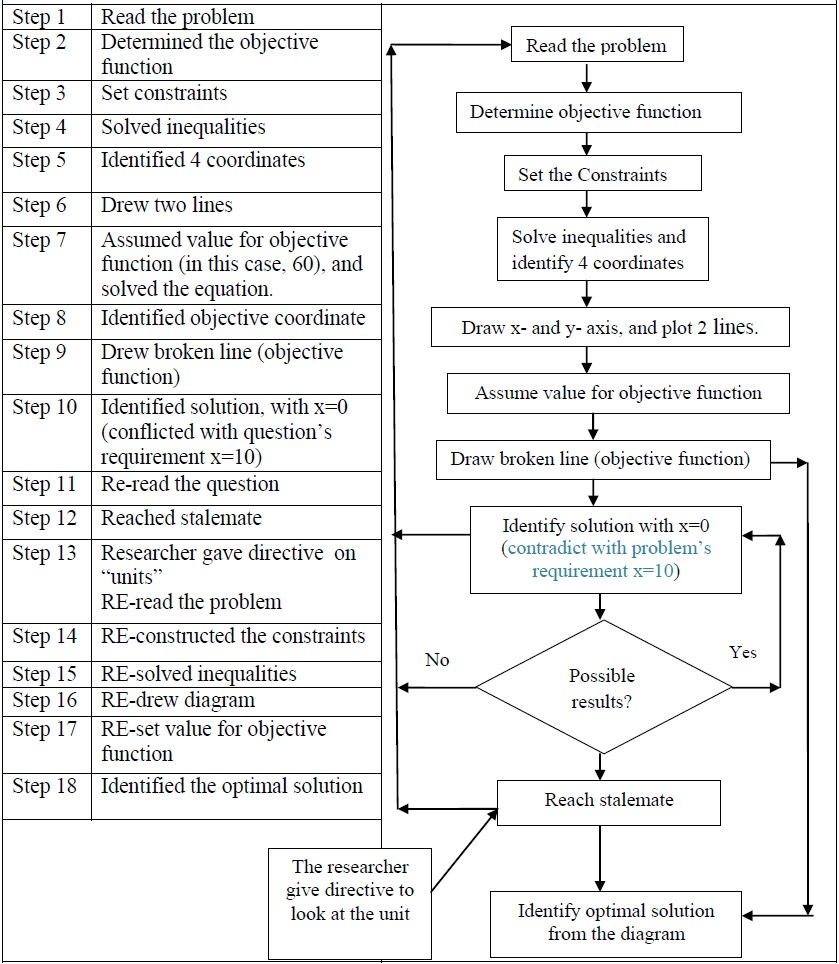 Step 1 Read the problem
Step 2 Determined the objective
function
Step 3 Set constraints
Step 4 Solved inequalities
Step 5 Identified 4 coordinates
Step 6 Drew two lines
Step 7 Assumed value for objective
function (in this case, 60), and
solved the equation.
Step 8 Identified objective coordinate
Step 9 Drew broken line (objective
function)
Step 10 Identified solution, with x=0
(conflicted with question’s
requirement x=10)
Step 11 Re-read the question
Step 12 Reached stalemate
Step 13 Researcher gave directive on
“units”
RE-read the problem
Step 14 RE-constructed the constraints
Step 15 RE-solved inequalities
Step 16 RE-drew diagram
Step 17 RE-set value for objective
function
Step 18 Identified the optimal solution
Read the problem
Determine objective function
Set the Constraints
Solve inequalities and
identify 4 coordinates
Draw x- and y- axis, and plot 2 lines.
Assume value for objective function
Draw broken line (objective function)
Identify solution with x=0
(contradict with problem’s
requirement x=10)
No
Yes
Possible
results?
Reach stalemate
The researcher
give directive to
look at the unit
Identify optimal solution
from the diagram